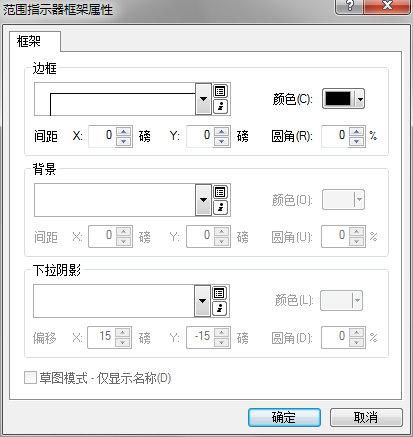 范围指示器框架属性
框架
边框
颜色(C):
间距 X: 0 磅 Y: 0 磅 圆角(R): 0 %
背景
颜色(O):
间距 X: 0 磅 Y: 0 磅 圆角(U): 0 %
下拉阴影
颜色(L):
偏移 X: 15 磅 Y: -15 磅 圆角(D): 0 %
草图模式 - 仅显示名称(D)
确定 取消